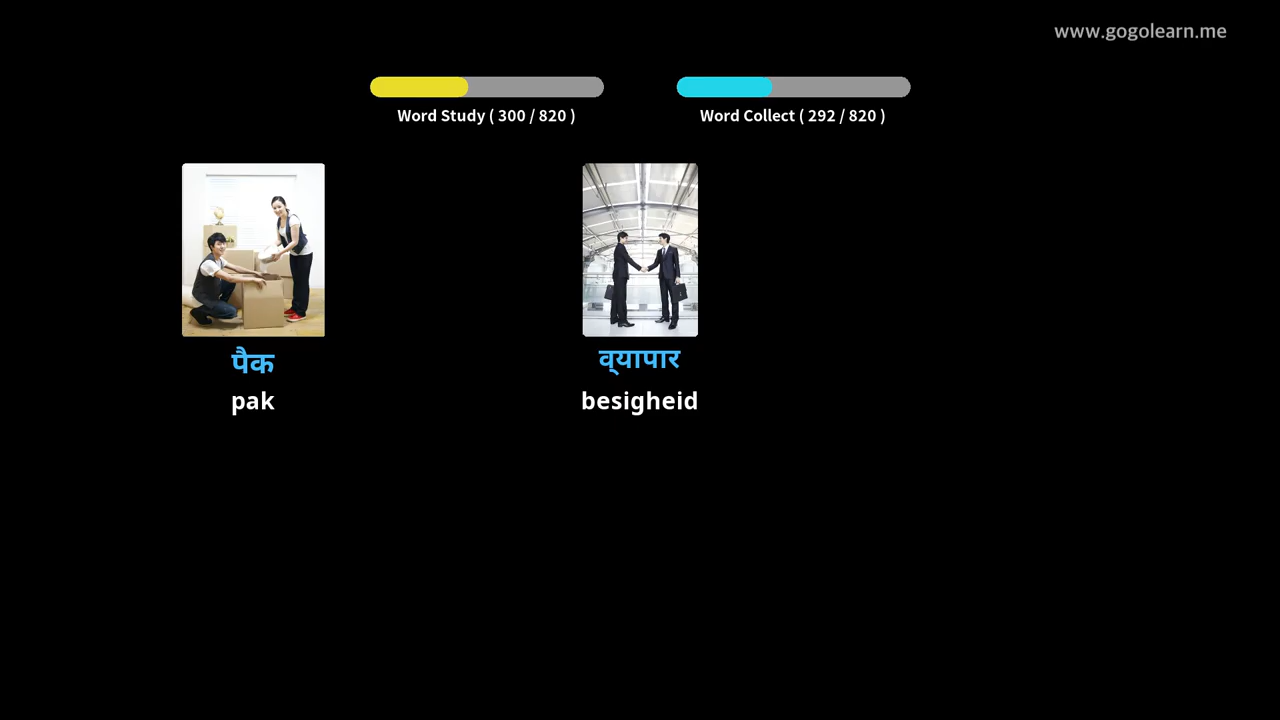 www.gogolearn.me
Word Study ( 300 / 820 )
Word Collect ( 292 / 820 )
पैक
व्यापार
pak
besigheid